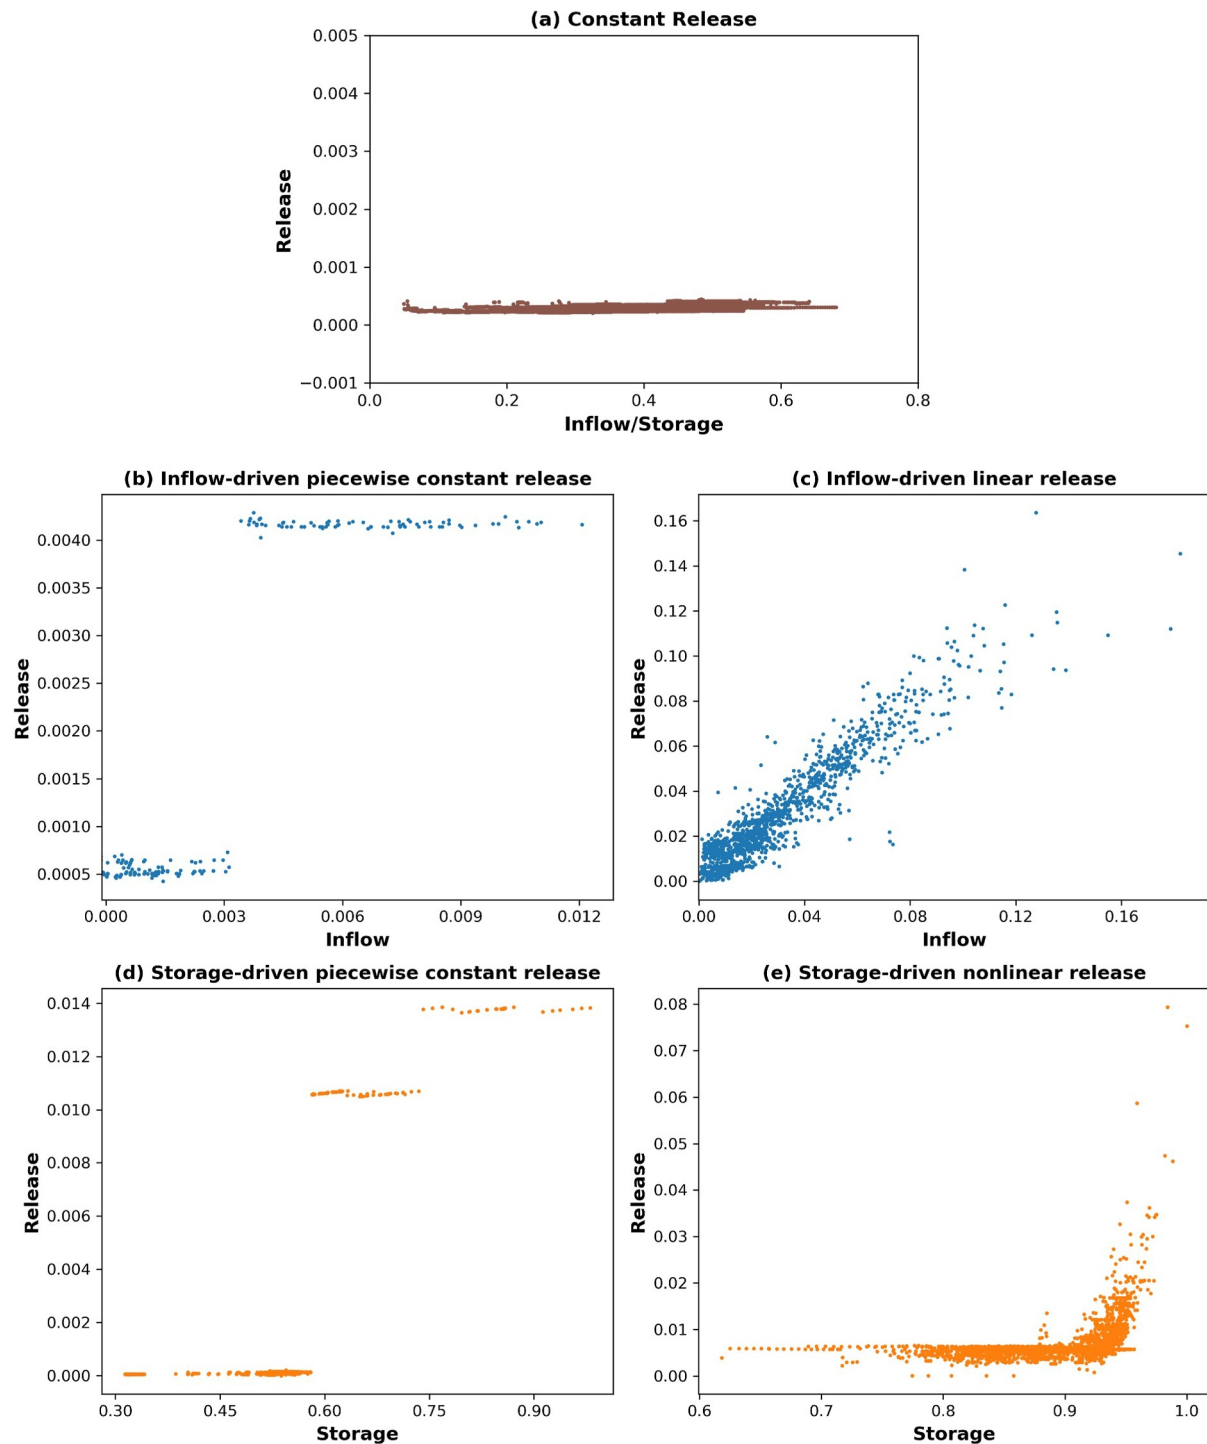 (a) Constant Release
0.005
0.004
0.003
0.002
0.001
0.000
−0.001
Release
0.0 0.2 0.4 0.6 0.8
Inflow/Storage
(b) Inflow-driven piecewise constant release
0.0040
0.0035
0.0030
0.0025
0.0020
0.0015
0.0010
0.0005
Release
0.000 0.003 0.006 0.009 0.012
Inflow
(c) Inflow-driven linear release
0.16
0.14
0.12
0.10
0.08
0.06
0.04
0.02
0.00
Release
0.00 0.04 0.08 0.12 0.16
Inflow
(d) Storage-driven piecewise constant release
0.014
0.012
0.010
0.008
0.006
0.004
0.002
0.000
Release
0.30 0.45 0.60 0.75 0.90
Storage
(e) Storage-driven nonlinear release
0.08
0.07
0.06
0.05
0.04
0.03
0.02
0.01
0.00
Release
0.6 0.7 0.8 0.9 1.0
Storage